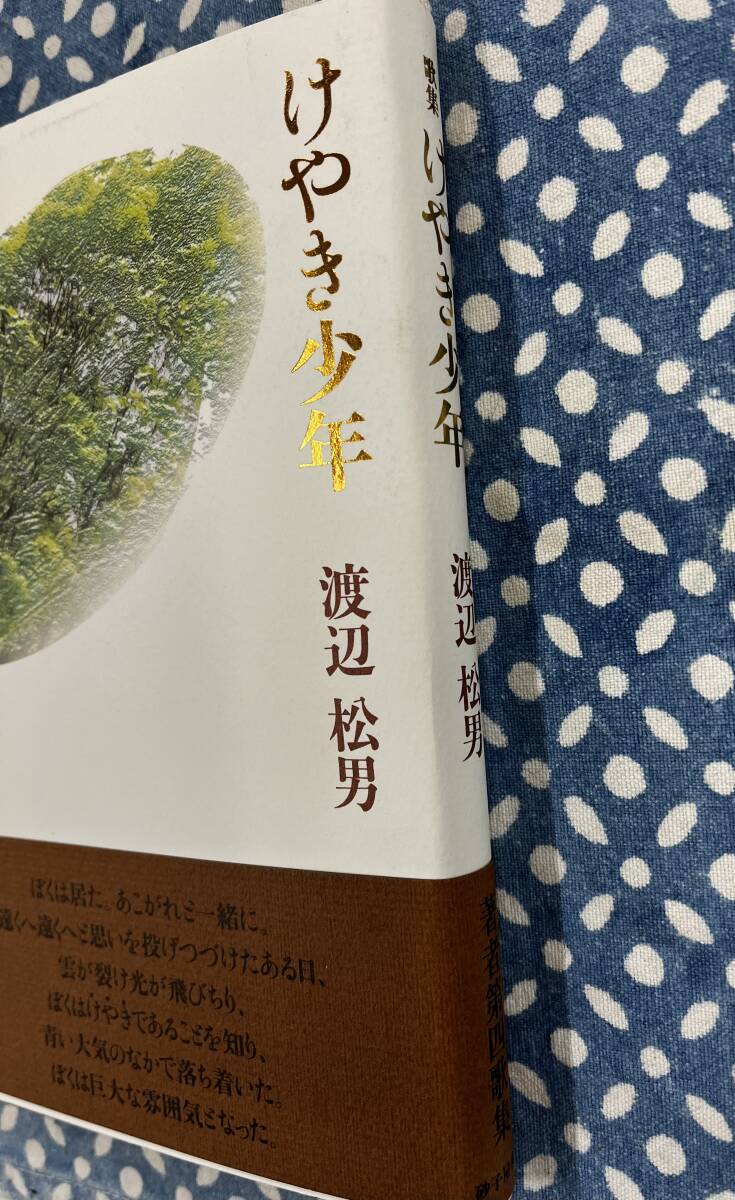 けやき少年
渡辺 松男
歌集 けやき少年
渡辺 松男
ぼくは居た。あこがれと一緒に。
遠くへ遠くへと思いを投げつづけたある日、
雲が裂け光が飛びちり、
ぼくはけやきであることを知り、
青い大気のなかで落ち着いた。
ぼくは巨大な雰囲気となった。
著者第四歌集
砂子屋